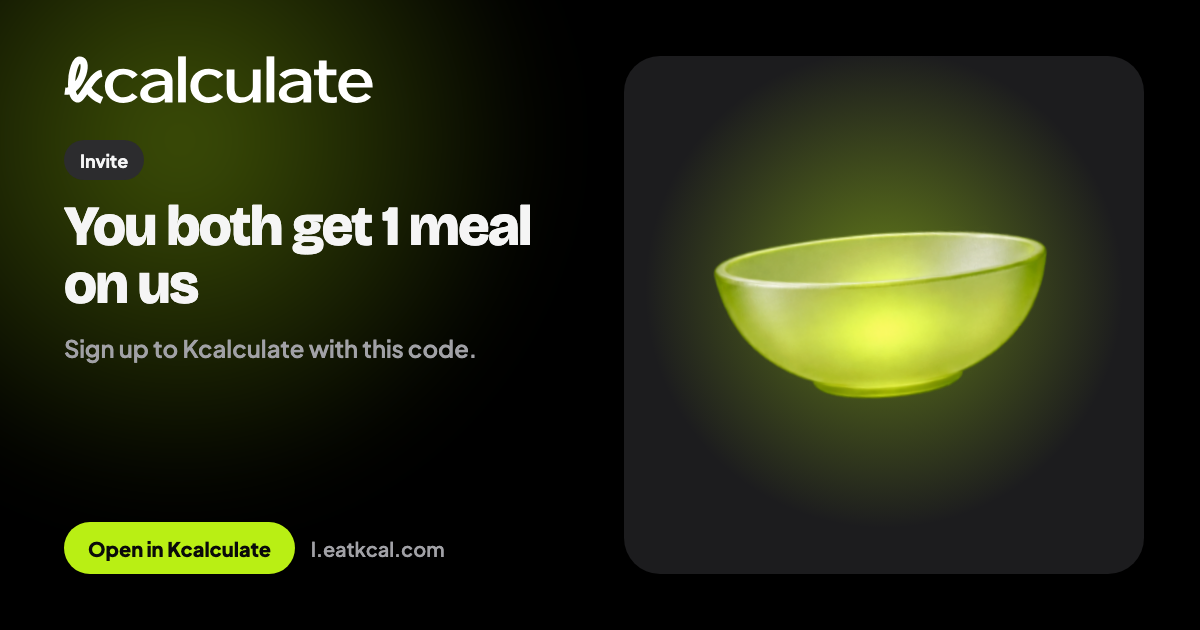 kcalculate
Invite
You both get 1 meal
on us
Sign up to Kcalculate with this code.
Open in Kcalculate
l.eatkcal.com